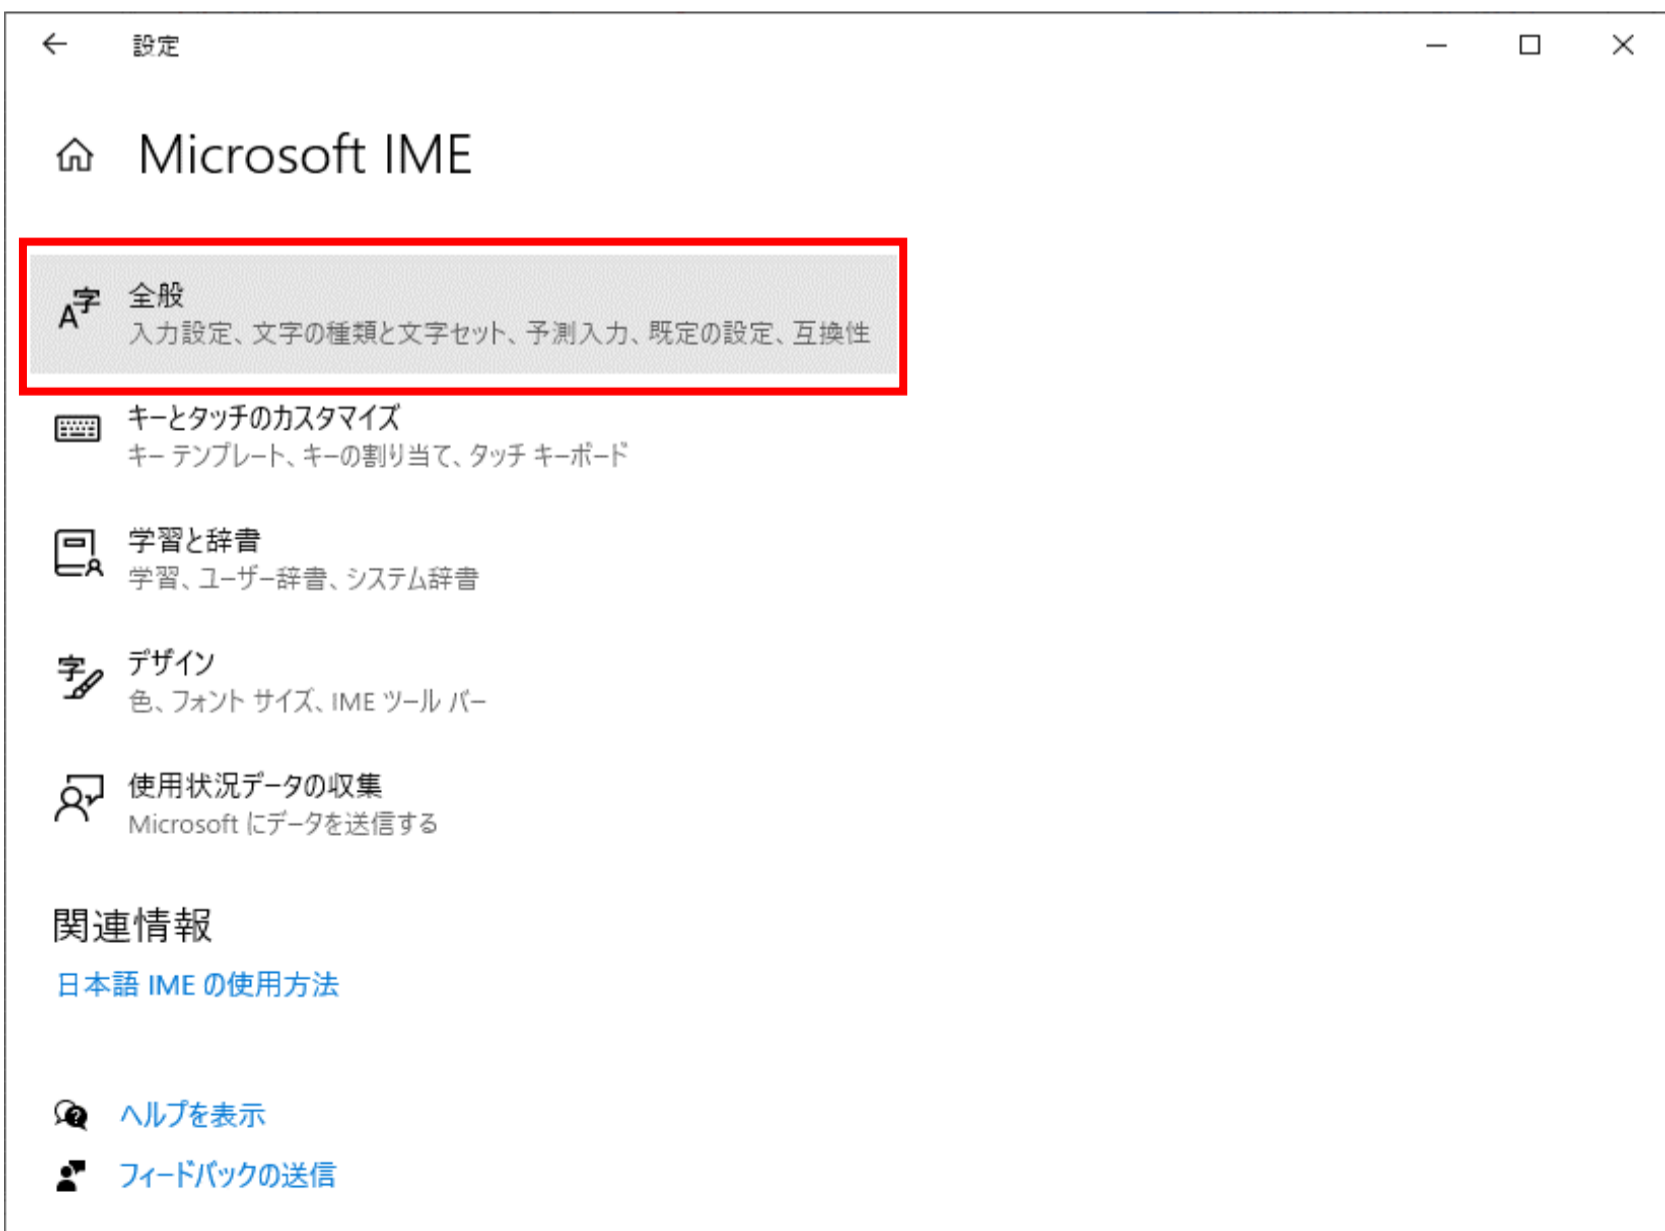 設定
Microsoft IME
全般
入力設定、文字の種類と文字セット、予測入力、既定の設定、互換性
キーとタッチのカスタマイズ
キー テンプレート、キーの割り当て、タッチ キーボード
学習と辞書
学習、ユーザー辞書、システム辞書
デザイン
色、フォント サイズ、IME ツール バー
使用状況データの収集
Microsoft にデータを送信する
関連情報
日本語 IME の使用方法
ヘルプを表示
フィードバックの送信